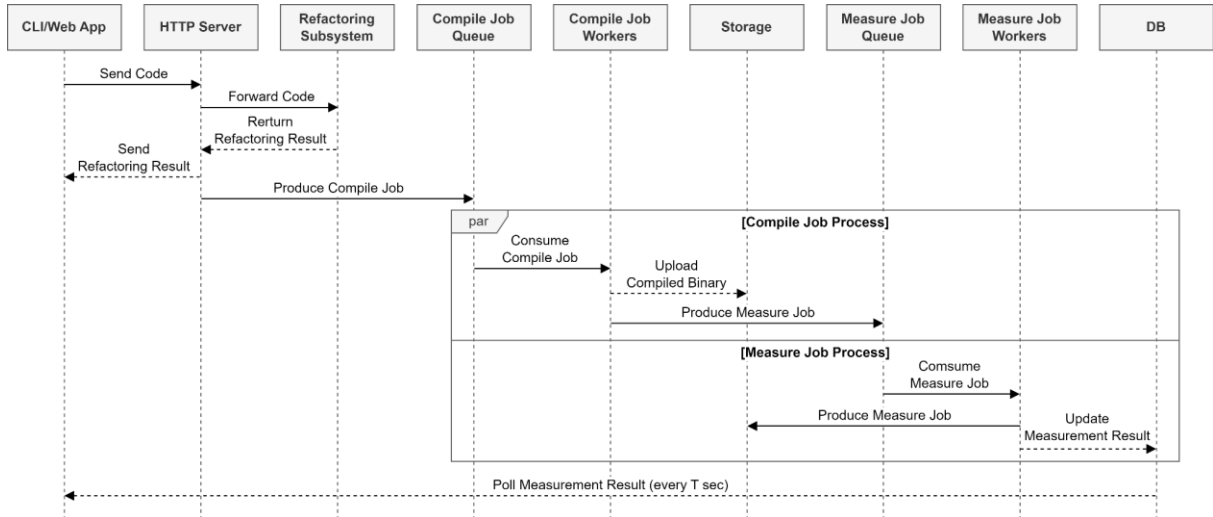 CLI/Web App
HTTP Server
Refactoring
Subsystem
Compile Job
Queue
Compile Job
Workers
Storage
Measure Job
Queue
Measure Job
Workers
DB
Send Code
Forward Code
Rerturn
Refactoring Result
Send
Refactoring Result
Produce Compile Job
par
[Compile Job Process]
Consume
Compile Job
Upload
Compiled Binary
Produce Measure Job
[Measure Job Process]
Comsume
Measure Job
Produce Measure Job
Update
Measurement Result
Poll Measurement Result (every T sec)